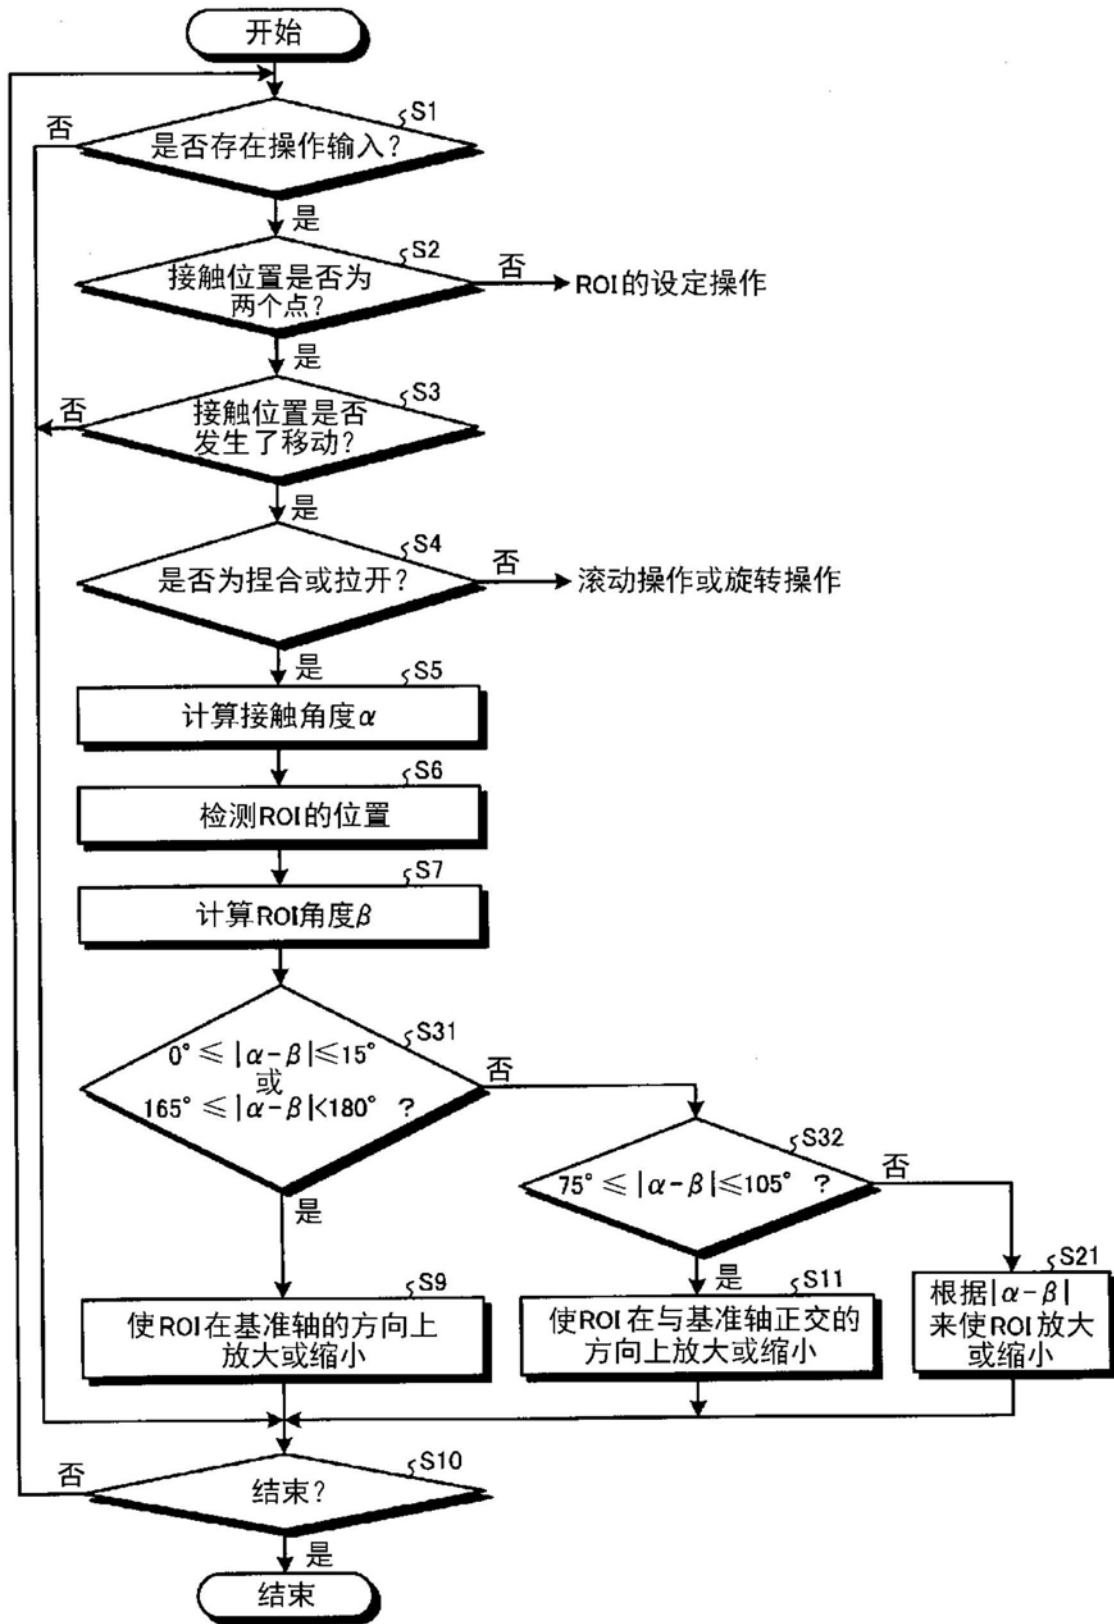 开始
S1
否
是否存在操作输入?
是
S2
接触位置是否为
两个点?
否
ROI的设定操作
是
S3
否
接触位置是否
发生了移动?
是
S4
是否为捏合或拉开?
否
滚动操作或旋转操作
是
S5
计算接触角度α
S6
检测ROI的位置
S7
计算ROI角度β
S31
0° ≤ |α-β|≤15°
或
165° ≤ |α-β|<180° ?
否
S32
75° ≤ |α-β|≤105° ?
否
是
是
S9
使ROI在基准轴的方向上
放大或缩小
S11
使ROI在与基准轴正交的
方向上放大或缩小
S21
根据|α-β|
来使ROI放大
或缩小
S10
否
结束?
是
结束